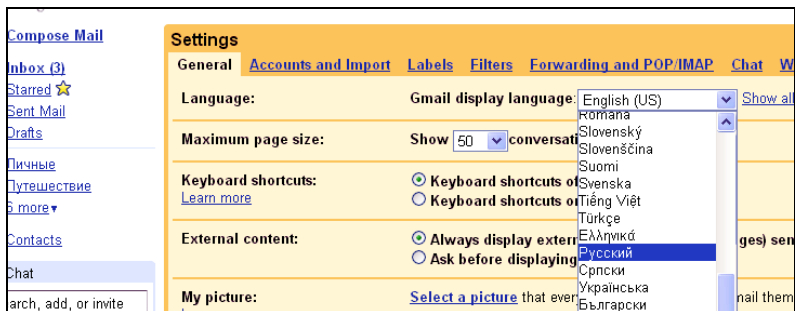 Compose Mail
Inbox (3)
Starred
Sent Mail
Drafts
Личные
Путешествие
6 more▾
Contacts
Chat
arch, add, or invite
Settings
General Accounts and Import Labels Filters Forwarding and POP/IMAP Chat W
Language: Gmail display language: English (US) Show all
Maximum page size: Show 50 conversati
Keyboard shortcuts: Keyboard shortcuts of
Learn more Keyboard shortcuts o
External content: Always display exter ges) sen
Ask before displaying
My picture: Select a picture that ever nail them
Română
Slovenský
Slovenščina
Suomi
Svenska
Tiếng Việt
Türkçe
Ελληνικά
Русский
Српски
Українська
Български